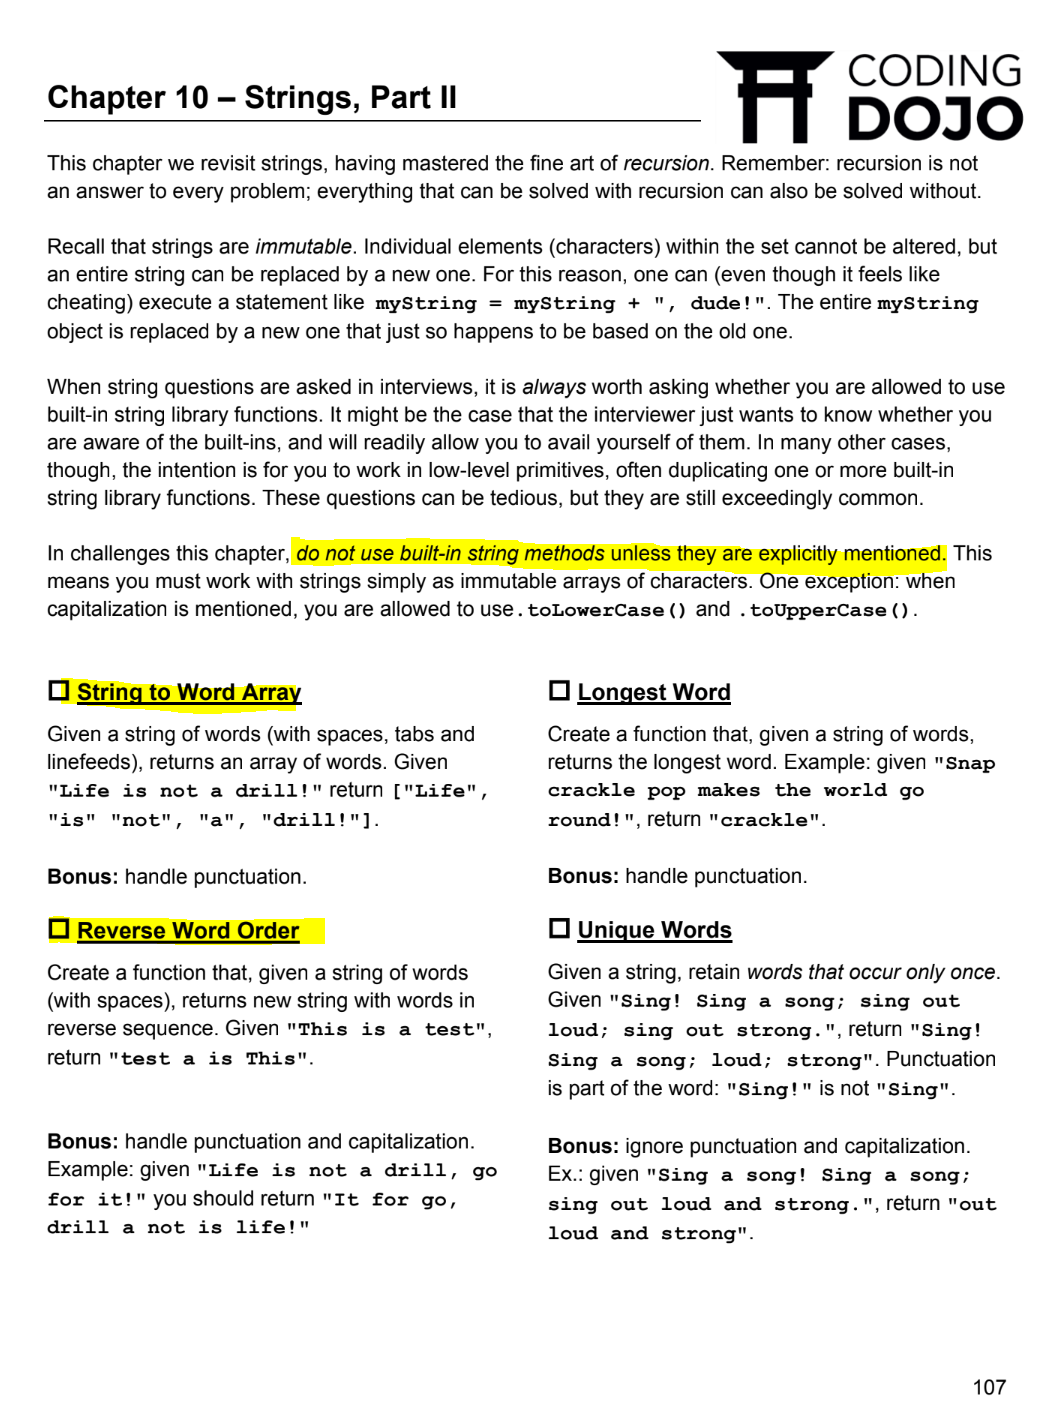 Chapter 10 – Strings, Part II
CODING
DOJO
This chapter we revisit strings, having mastered the fine art of recursion. Remember: recursion is not
an answer to every problem; everything that can be solved with recursion can also be solved without.
Recall that strings are immutable. Individual elements (characters) within the set cannot be altered, but
an entire string can be replaced by a new one. For this reason, one can (even though it feels like
cheating) execute a statement like myString = myString + ", dude!". The entire myString
object is replaced by a new one that just so happens to be based on the old one.
When string questions are asked in interviews, it is always worth asking whether you are allowed to use
built-in string library functions. It might be the case that the interviewer just wants to know whether you
are aware of the built-ins, and will readily allow you to avail yourself of them. In many other cases,
though, the intention is for you to work in low-level primitives, often duplicating one or more built-in
string library functions. These questions can be tedious, but they are still exceedingly common.
In challenges this chapter, do not use built-in string methods unless they are explicitly mentioned. This
means you must work with strings simply as immutable arrays of characters. One exception: when
capitalization is mentioned, you are allowed to use .toLowerCase() and .toUpperCase().
String to Word Array
Given a string of words (with spaces, tabs and
linefeeds), returns an array of words. Given
"Life is not a drill!" return ["Life",
"is" "not", "a", "drill!"].
Bonus: handle punctuation.
Reverse Word Order
Create a function that, given a string of words
(with spaces), returns new string with words in
reverse sequence. Given "This is a test",
return "test a is This".
Bonus: handle punctuation and capitalization.
Example: given "Life is not a drill, go
for it!" you should return "It for go,
drill a not is life!"
Longest Word
Create a function that, given a string of words,
returns the longest word. Example: given "Snap
crackle pop makes the world go
round!", return "crackle".
Bonus: handle punctuation.
Unique Words
Given a string, retain words that occur only once.
Given "Sing! Sing a song; sing out
loud; sing out strong.", return "Sing!
Sing a song; loud; strong". Punctuation
is part of the word: "Sing!" is not "Sing".
Bonus: ignore punctuation and capitalization.
Ex.: given "Sing a song! Sing a song;
sing out loud and strong.", return "out
loud and strong".
107